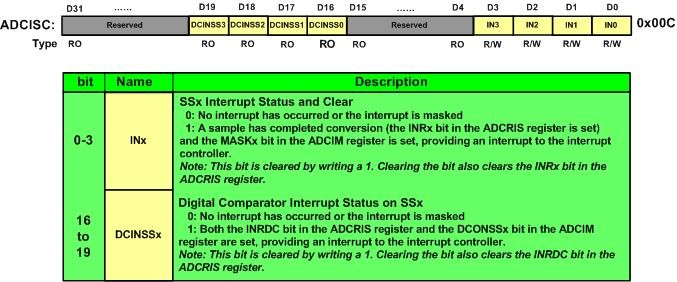 D31 ...... D19 D18 D17 D16 D15 ...... D4 D3 D2 D1 D0
ADCISC: Reserved DCINSS3 DCINSS2 DCINSS1 DCINSS0 Reserved IN3 IN2 IN1 IN0 0x00C
Type RO RO RO RO RO RO RO R/W R/W R/W R/W
bit Name Description
SSx Interrupt Status and Clear
0: No interrupt has occurred or the interrupt is masked
0-3 INx 1: A sample has completed conversion (the INRx bit in the ADCRIS register is set)
and the MASKx bit in the ADCIM register is set, providing an interrupt to the interrupt
controller.
Note: This bit is cleared by writing a 1. Clearing the bit also clears the INRx bit in the
ADCRIS register.
Digital Comparator Interrupt Status on SSx
16 to 19 DCINSSx 0: No interrupt has occurred or the interrupt is masked
1: Both the INRDC bit in the ADCRIS register and the DCONSSx bit in the ADCIM
register are set, providing an interrupt to the interrupt controller.
Note: This bit is cleared by writing a 1. Clearing the bit also clears the INRDC bit in the
ADCRIS register.